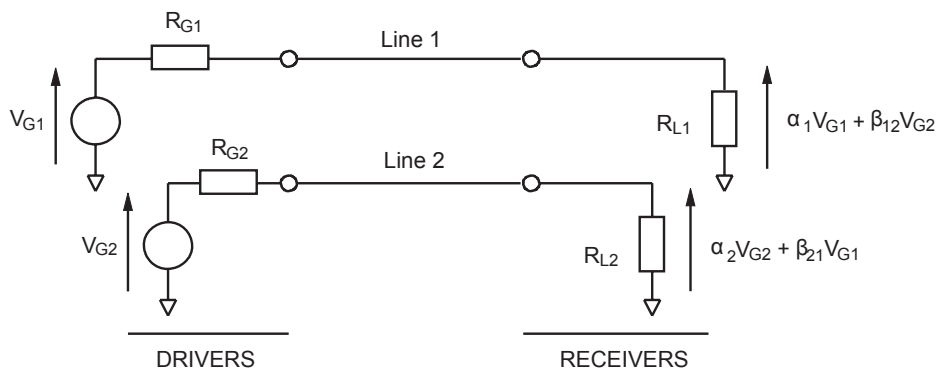 R_G1
Line 1
V_G1
R_L1
α_1V_G1 + β_12V_G2
R_G2
Line 2
V_G2
R_L2
α_2V_G2 + β_21V_G1
DRIVERS
RECEIVERS